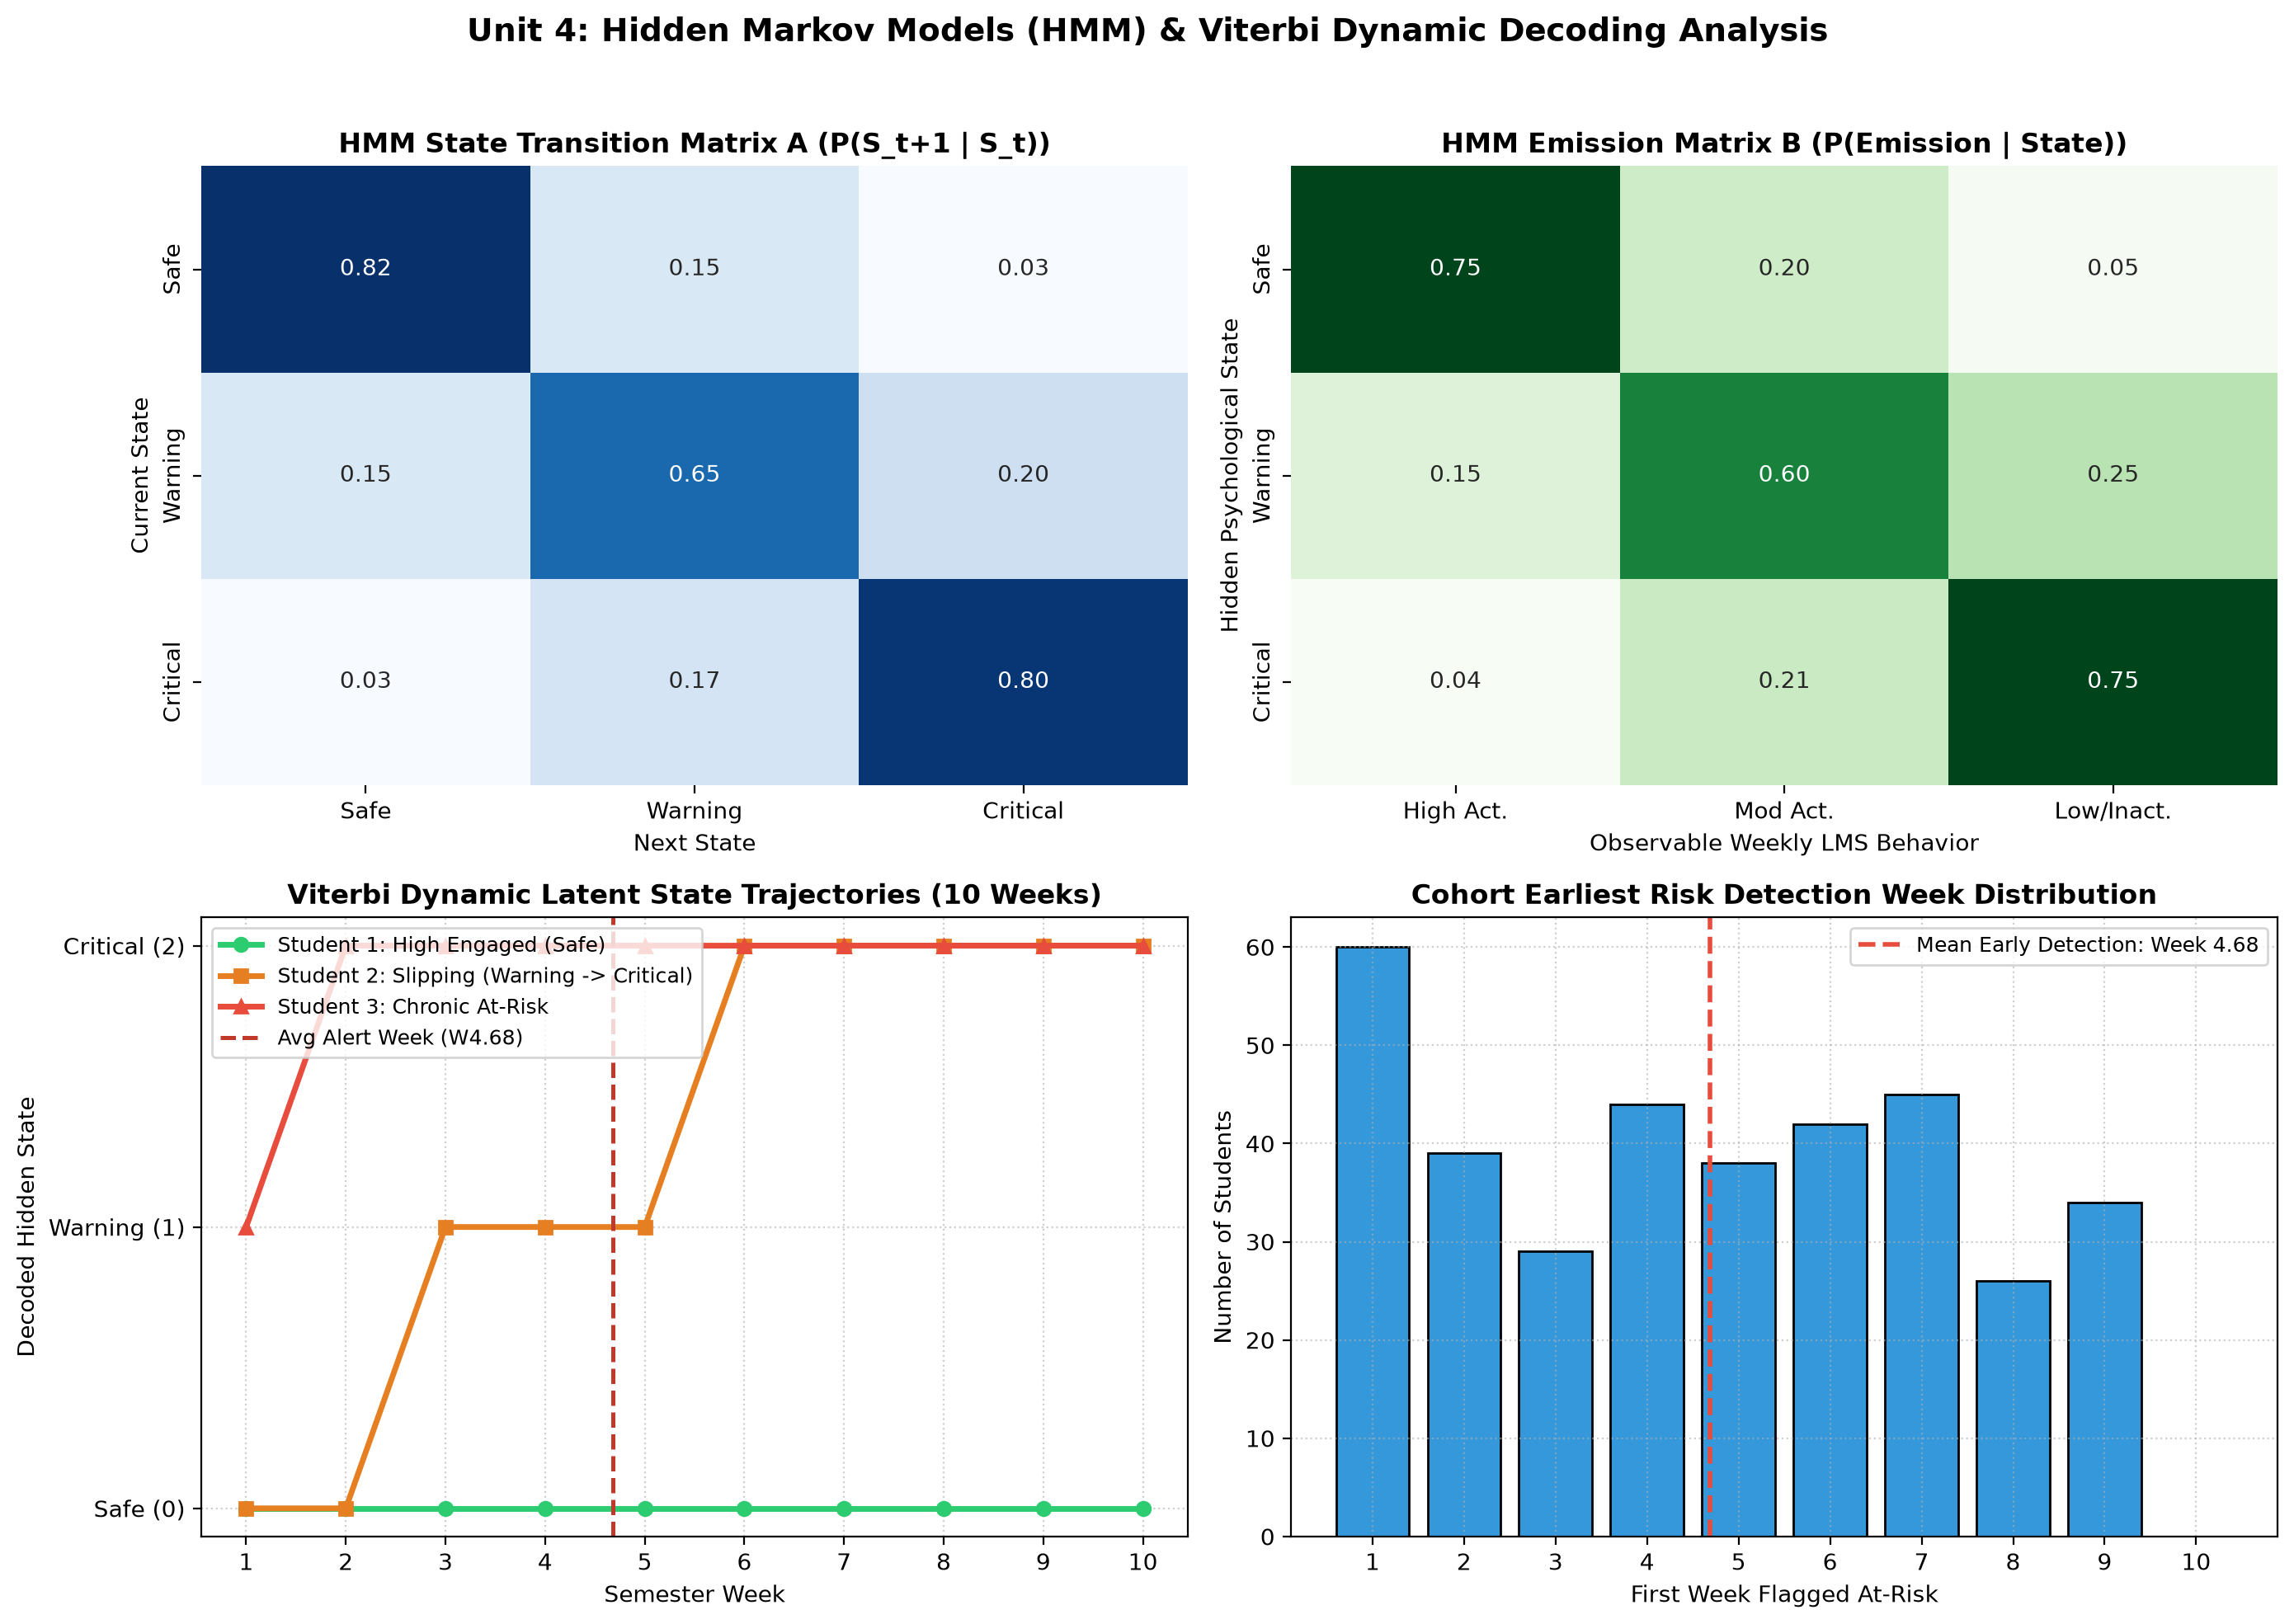 Unit 4: Hidden Markov Models (HMM) & Viterbi Dynamic Decoding Analysis
HMM State Transition Matrix A (P(S_t+1 | S_t))
Current State
Safe
0.82 0.15 0.03
Warning
0.15 0.65 0.20
Critical
0.03 0.17 0.80
Safe Warning Critical
Next State
HMM Emission Matrix B (P(Emission | State))
Hidden Psychological State
Safe
0.75 0.20 0.05
Warning
0.15 0.60 0.25
Critical
0.04 0.21 0.75
High Act. Mod Act. Low/Inact.
Observable Weekly LMS Behavior
Viterbi Dynamic Latent State Trajectories (10 Weeks)
Decoded Hidden State
Critical (2)
Warning (1)
Safe (0)
Student 1: High Engaged (Safe)
Student 2: Slipping (Warning -> Critical)
Student 3: Chronic At-Risk
Avg Alert Week (W4.68)
1 2 3 4 5 6 7 8 9 10
Semester Week
Cohort Earliest Risk Detection Week Distribution
Mean Early Detection: Week 4.68
Number of Students
60
50
40
30
20
10
0
1 2 3 4 5 6 7 8 9 10
First Week Flagged At-Risk